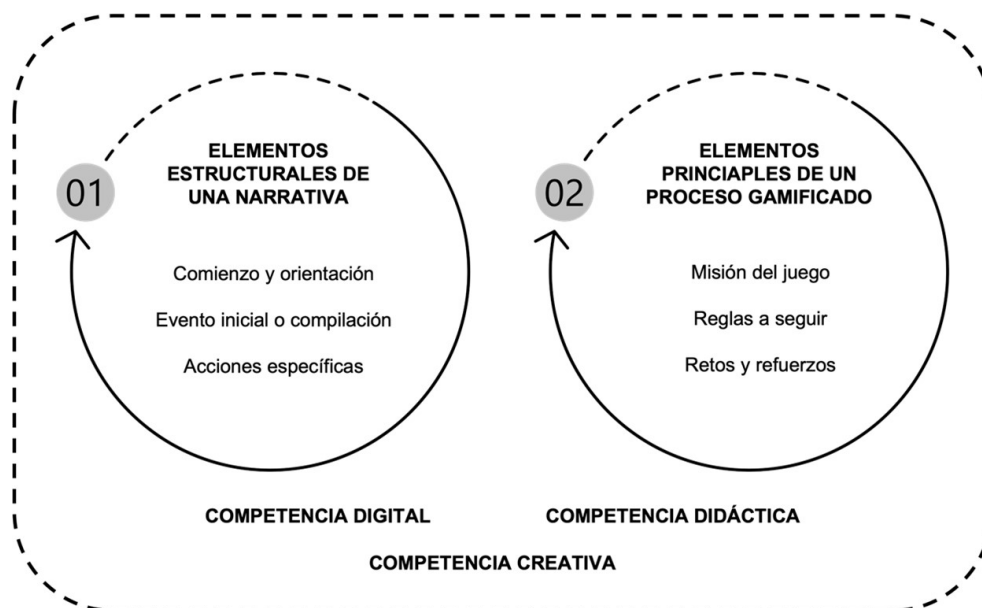 01
ELEMENTOS
ESTRUCTURALES DE
UNA NARRATIVA
Comienzo y orientación
Evento inicial o compilación
Acciones específicas
02
ELEMENTOS
PRINCIAPLES DE UN
PROCESO GAMIFICADO
Misión del juego
Reglas a seguir
Retos y refuerzos
COMPETENCIA DIGITAL
COMPETENCIA DIDÁCTICA
COMPETENCIA CREATIVA